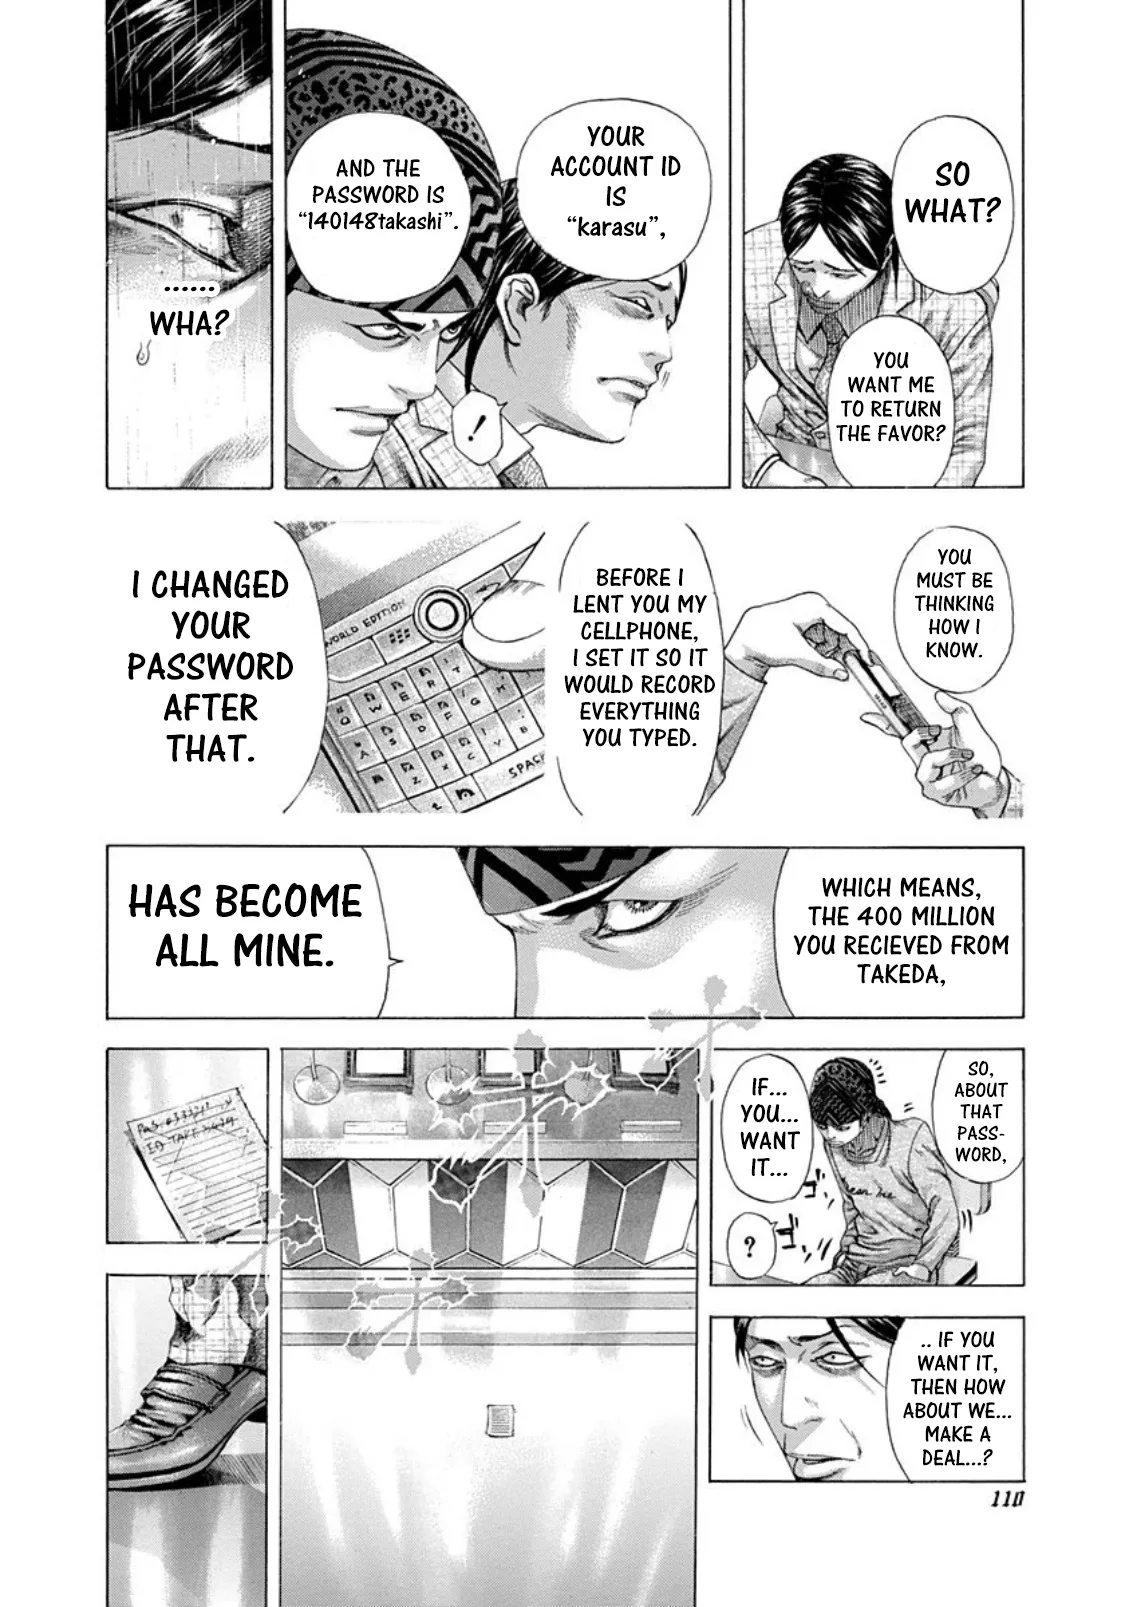 SO
WHAT?
YOU
WANT ME
TO RETURN
THE FAVOR?
YOUR
ACCOUNT ID
IS
“karasu”,
AND THE
PASSWORD IS
“140148takashi”.
!
......
WHA?
YOU
MUST BE
THINKING
HOW I
KNOW.
BEFORE I
LENT YOU MY
CELLPHONE,
I SET IT SO IT
WOULD RECORD
EVERYTHING
YOU TYPED.
WORLD EDITION
Q W E R T
A S D F G
Z X C
SPACE
I CHANGED
YOUR
PASSWORD
AFTER
THAT.
WHICH MEANS,
THE 400 MILLION
YOU RECIEVED FROM
TAKEDA,
HAS BECOME
ALL MINE.
SO,
ABOUT
THAT
PASS-
WORD,
IF...
YOU...
WANT
IT...
?
ゴソ
ゴソ
.. IF YOU
WANT IT,
THEN HOW
ABOUT WE...
MAKE A
DEAL...?
110